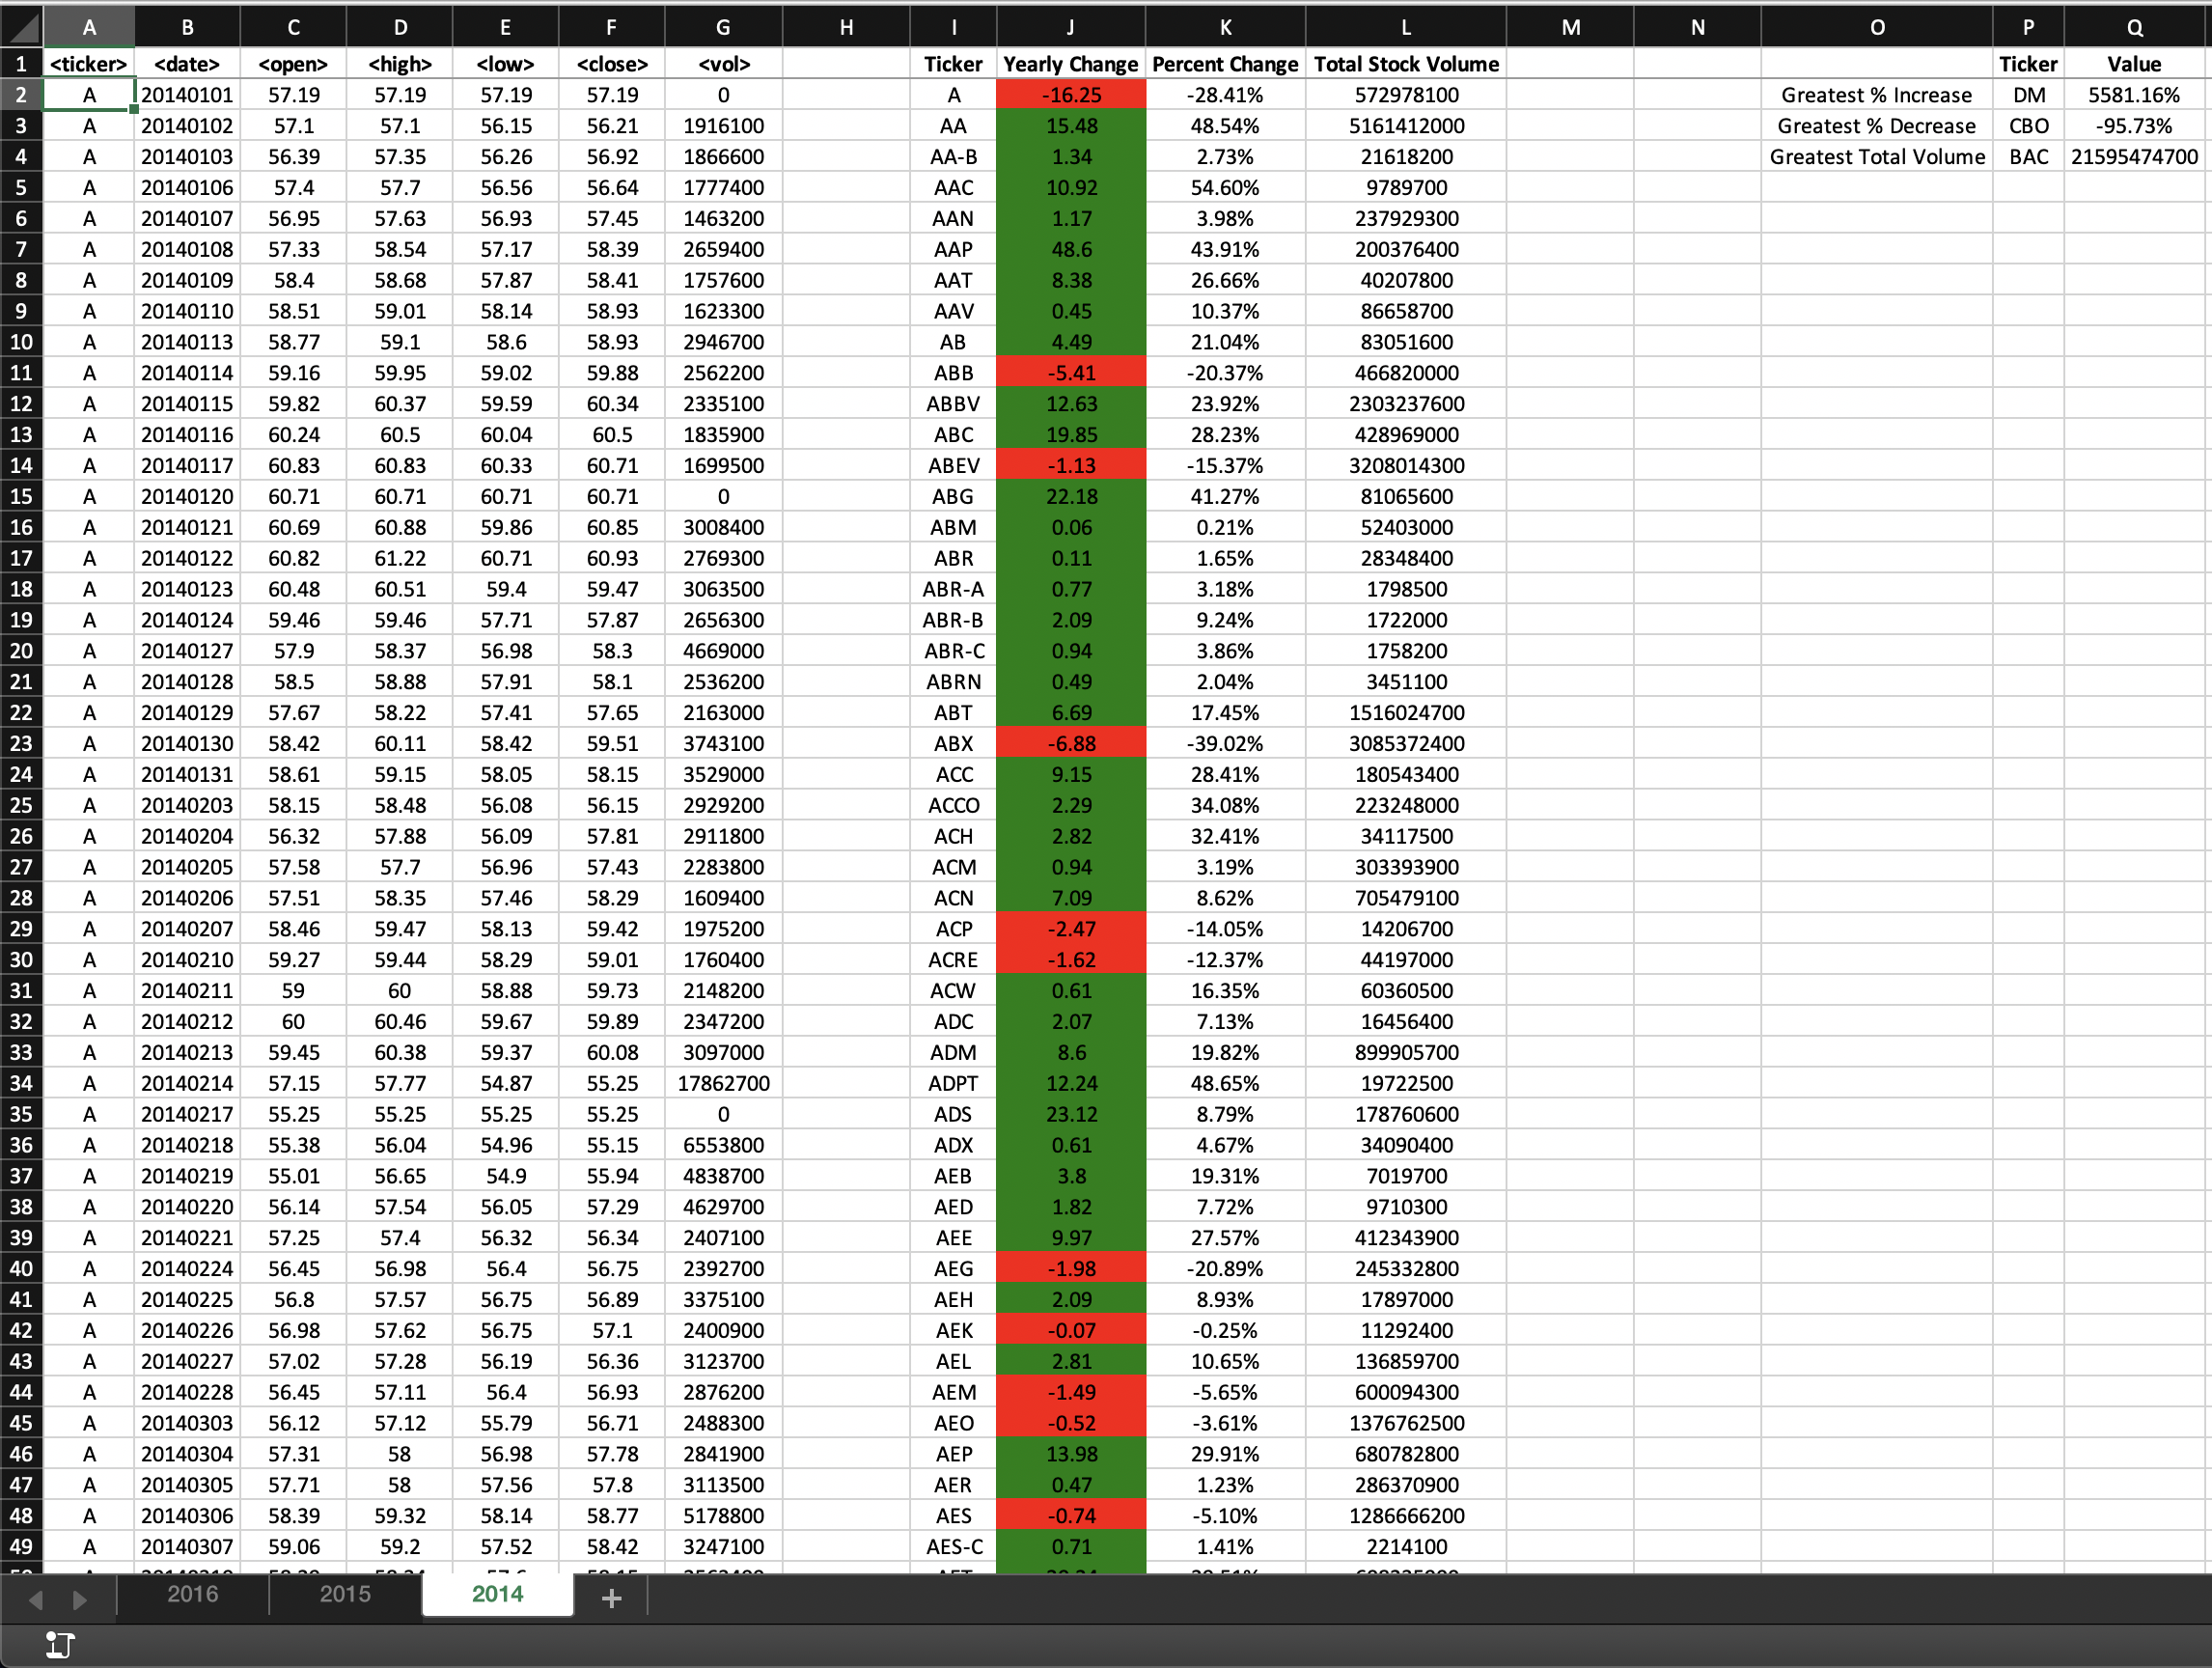 A B C D E F G H I J K L M N O P Q
1 <ticker> <date> <open> <high> <low> <close> <vol> Ticker Yearly Change Percent Change Total Stock Volume Ticker Value
2 A 20140101 57.19 57.19 57.19 57.19 0 A -16.25 -28.41% 572978100 Greatest % Increase DM 5581.16%
3 A 20140102 57.1 57.1 56.15 56.21 1916100 AA 15.48 48.54% 5161412000 Greatest % Decrease CBO -95.73%
4 A 20140103 56.39 57.35 56.26 56.92 1866600 AA-B 1.34 2.73% 21618200 Greatest Total Volume BAC 21595474700
5 A 20140106 57.4 57.7 56.56 56.64 1777400 AAC 10.92 54.60% 9789700
6 A 20140107 56.95 57.63 56.93 57.45 1463200 AAN 1.17 3.98% 237929300
7 A 20140108 57.33 58.54 57.17 58.39 2659400 AAP 48.6 43.91% 200376400
8 A 20140109 58.4 58.68 57.87 58.41 1757600 AAT 8.38 26.66% 40207800
9 A 20140110 58.51 59.01 58.14 58.93 1623300 AAV 0.45 10.37% 86658700
10 A 20140113 58.77 59.1 58.6 58.93 2946700 AB 4.49 21.04% 83051600
11 A 20140114 59.16 59.95 59.02 59.88 2562200 ABB -5.41 -20.37% 466820000
12 A 20140115 59.82 60.37 59.59 60.34 2335100 ABBV 12.63 23.92% 2303237600
13 A 20140116 60.24 60.5 60.04 60.5 1835900 ABC 19.85 28.23% 428969000
14 A 20140117 60.83 60.83 60.33 60.71 1699500 ABEV -1.13 -15.37% 3208014300
15 A 20140120 60.71 60.71 60.71 60.71 0 ABG 22.18 41.27% 81065600
16 A 20140121 60.69 60.88 59.86 60.85 3008400 ABM 0.06 0.21% 52403000
17 A 20140122 60.82 61.22 60.71 60.93 2769300 ABR 0.11 1.65% 28348400
18 A 20140123 60.48 60.51 59.4 59.47 3063500 ABR-A 0.77 3.18% 1798500
19 A 20140124 59.46 59.46 57.71 57.87 2656300 ABR-B 2.09 9.24% 1722000
20 A 20140127 57.9 58.37 56.98 58.3 4669000 ABR-C 0.94 3.86% 1758200
21 A 20140128 58.5 58.88 57.91 58.1 2536200 ABRN 0.49 2.04% 3451100
22 A 20140129 57.67 58.22 57.41 57.65 2163000 ABT 6.69 17.45% 1516024700
23 A 20140130 58.42 60.11 58.42 59.51 3743100 ABX -6.88 -39.02% 3085372400
24 A 20140131 58.61 59.15 58.05 58.15 3529000 ACC 9.15 28.41% 180543400
25 A 20140203 58.15 58.48 56.08 56.15 2929200 ACCO 2.29 34.08% 223248000
26 A 20140204 56.32 57.88 56.09 57.81 2911800 ACH 2.82 32.41% 34117500
27 A 20140205 57.58 57.7 56.96 57.43 2283800 ACM 0.94 3.19% 303393900
28 A 20140206 57.51 58.35 57.46 58.29 1609400 ACN 7.09 8.62% 705479100
29 A 20140207 58.46 59.47 58.13 59.42 1975200 ACP -2.47 -14.05% 14206700
30 A 20140210 59.27 59.44 58.29 59.01 1760400 ACRE -1.62 -12.37% 44197000
31 A 20140211 59 60 58.88 59.73 2148200 ACW 0.61 16.35% 60360500
32 A 20140212 60 60.46 59.67 59.89 2347200 ADC 2.07 7.13% 16456400
33 A 20140213 59.45 60.38 59.37 60.08 3097000 ADM 8.6 19.82% 899905700
34 A 20140214 57.15 57.77 54.87 55.25 17862700 ADPT 12.24 48.65% 19722500
35 A 20140217 55.25 55.25 55.25 55.25 0 ADS 23.12 8.79% 178760600
36 A 20140218 55.38 56.04 54.96 55.15 6553800 ADX 0.61 4.67% 34090400
37 A 20140219 55.01 56.65 54.9 55.94 4838700 AEB 3.8 19.31% 7019700
38 A 20140220 56.14 57.54 56.05 57.29 4629700 AED 1.82 7.72% 9710300
39 A 20140221 57.25 57.4 56.32 56.34 2407100 AEE 9.97 27.57% 412343900
40 A 20140224 56.45 56.98 56.4 56.75 2392700 AEG -1.98 -20.89% 245332800
41 A 20140225 56.8 57.57 56.75 56.89 3375100 AEH 2.09 8.93% 17897000
42 A 20140226 56.98 57.62 56.75 57.1 2400900 AEK -0.07 -0.25% 11292400
43 A 20140227 57.02 57.28 56.19 56.36 3123700 AEL 2.81 10.65% 136859700
44 A 20140228 56.45 57.11 56.4 56.93 2876200 AEM -1.49 -5.65% 600094300
45 A 20140303 56.12 57.12 55.79 56.71 2488300 AEO -0.52 -3.61% 1376762500
46 A 20140304 57.31 58 56.98 57.78 2841900 AEP 13.98 29.91% 680782800
47 A 20140305 57.71 58 57.56 57.8 3113500 AER 0.47 1.23% 286370900
48 A 20140306 58.39 59.32 58.14 58.77 5178800 AES -0.74 -5.10% 1286666200
49 A 20140307 59.06 59.2 57.52 58.42 3247100 AES-C 0.71 1.41% 2214100
2016 2015 2014 +